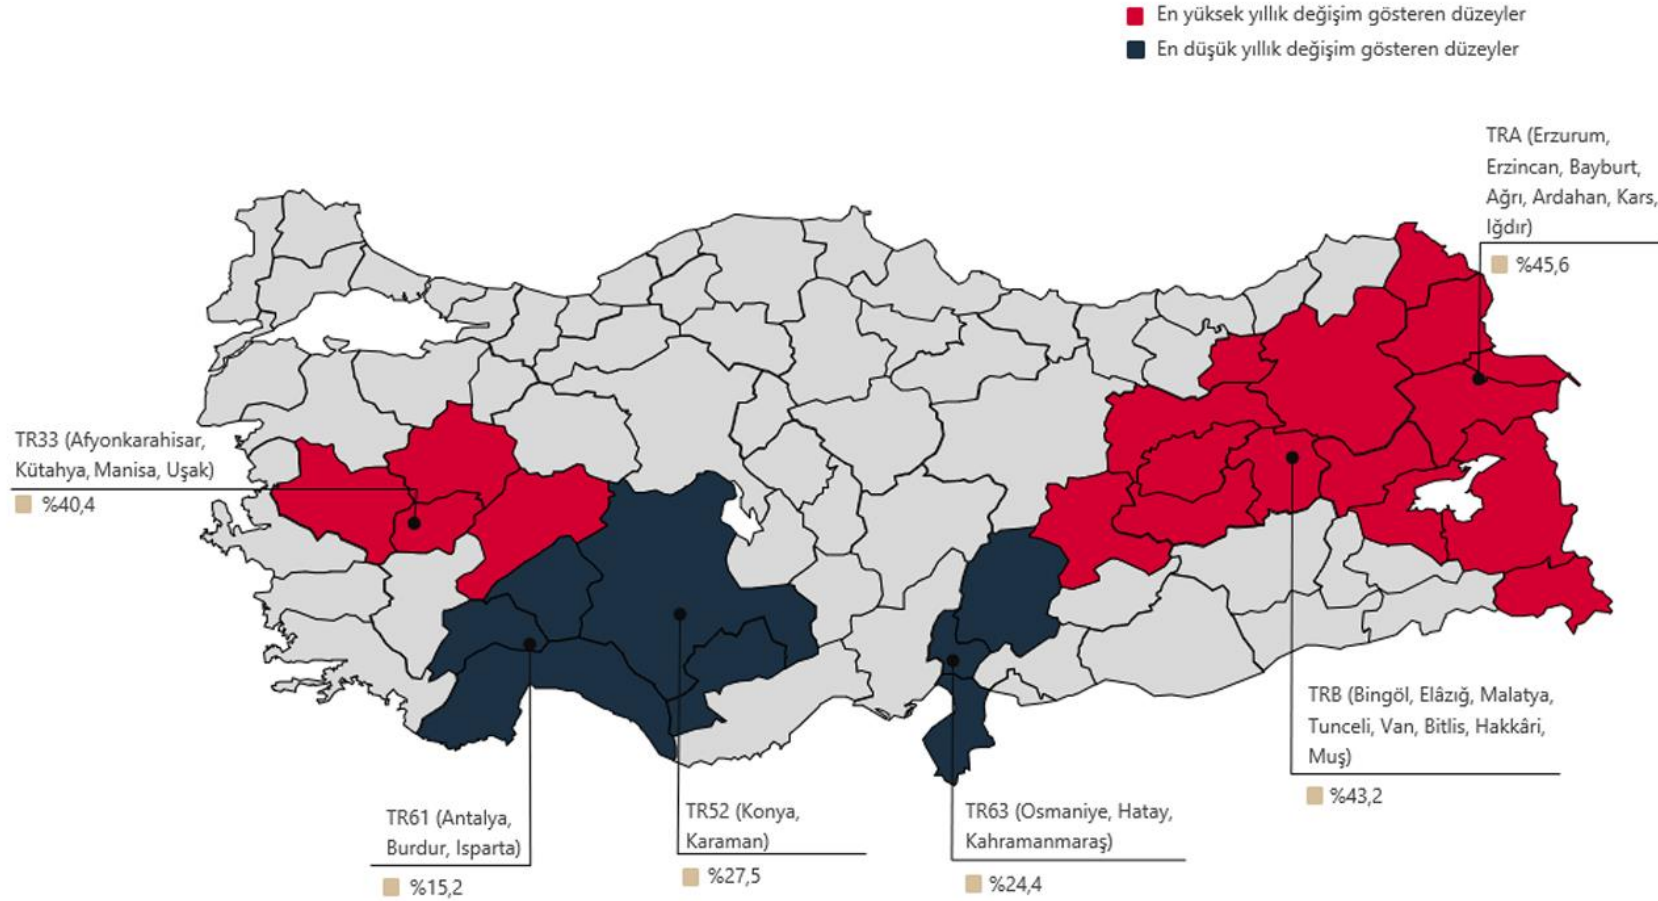 En yüksek yıllık değişim gösteren düzeyler
En düşük yıllık değişim gösteren düzeyler
TRA (Erzurum,
Erzincan, Bayburt,
Ağrı, Ardahan, Kars,
Iğdır)
%45,6
TR33 (Afyonkarahisar,
Kütahya, Manisa, Uşak)
%40,4
TRB (Bingöl, Elâzığ, Malatya,
Tunceli, Van, Bitlis, Hakkâri,
Muş)
%43,2
TR61 (Antalya,
Burdur, Isparta)
%15,2
TR52 (Konya,
Karaman)
%27,5
TR63 (Osmaniye, Hatay,
Kahramanmaraş)
%24,4